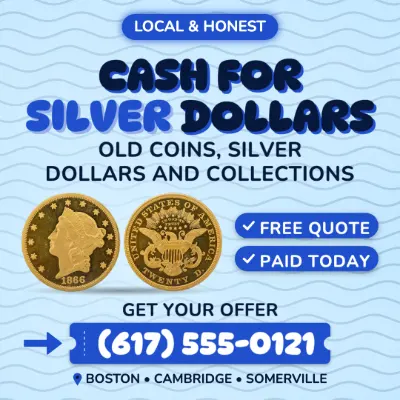 LOCAL & HONEST
CASH FOR
SILVER DOLLARS
OLD COINS, SILVER
DOLLARS AND COLLECTIONS
1866
UNITED STATES OF AMERICA
TWENTY D.
✓ FREE QUOTE
✓ PAID TODAY
GET YOUR OFFER
(617) 555-0121
BOSTON • CAMBRIDGE • SOMERVILLE